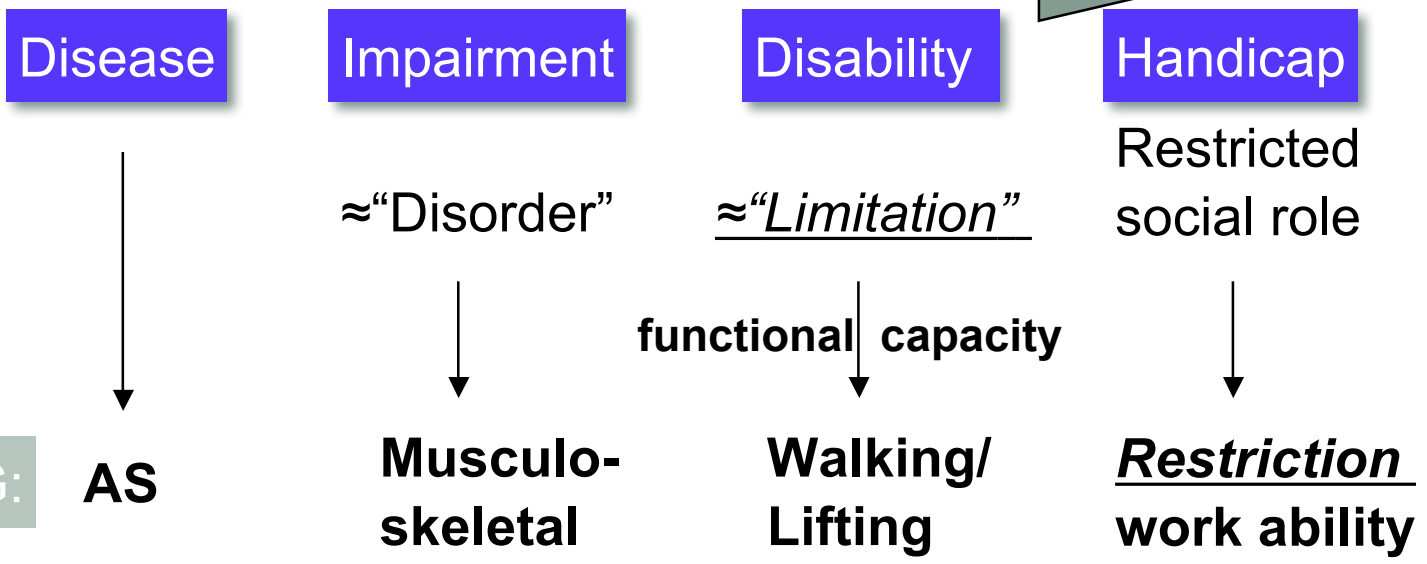 Disease Impairment Disability Handicap
Restricted
≈“Disorder” ≈“Limitation” social role
functional capacity
Musculo- Walking/ Restriction
AS skeletal Lifting work ability